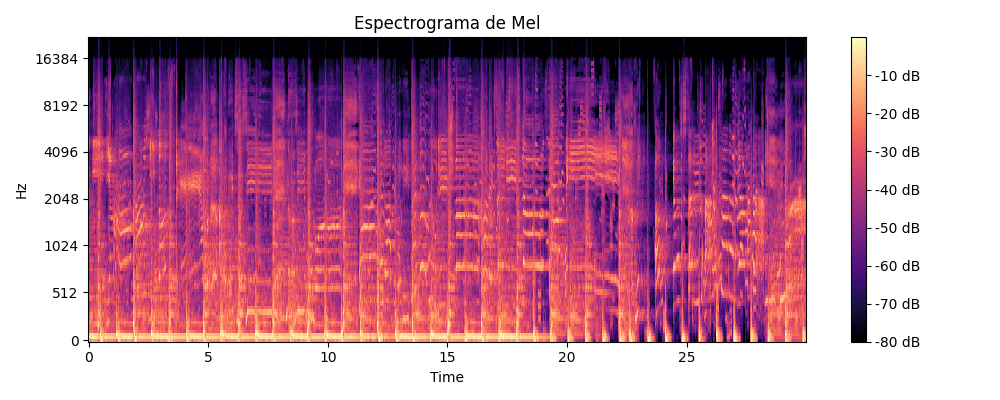 Espectrograma de Mel
Hz
16384
8192
4096
2048
1024
512
0
0 5 10 15 20 25
Time
-10 dB
-20 dB
-30 dB
-40 dB
-50 dB
-60 dB
-70 dB
-80 dB